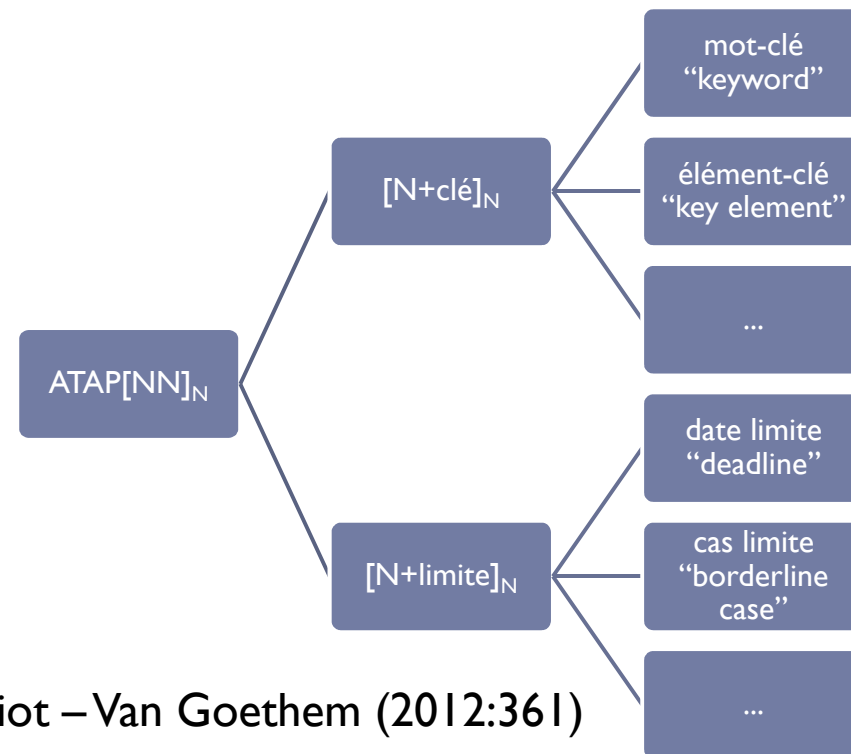 mot-clé
“keyword”
[N+clé]N
élément-clé
“key element”
...
ATAP[NN]N
date limite
“deadline”
[N+limite]N
cas limite
“borderline
case”
...
iot – Van Goethem (2012:361)